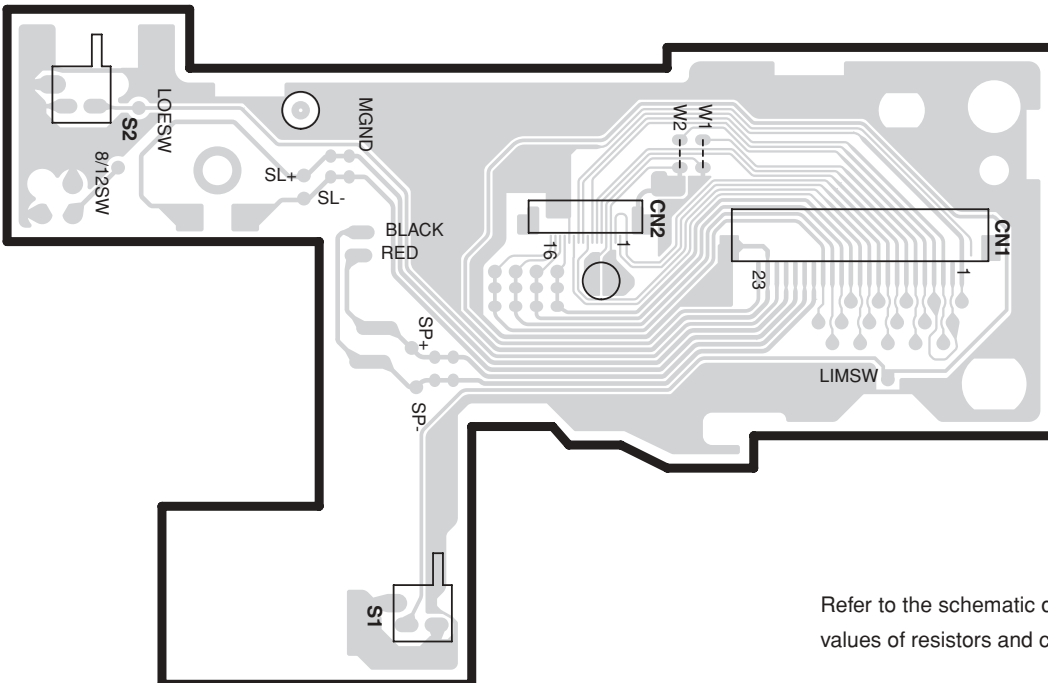 S2
LOESW
8/12SW
MGND
SL+
SL-
BLACK
RED
W2
W1
CN2
16
1
CN1
23
1
SP+
SP-
LIMSW
S1
Refer to the schematic
values of resistors and